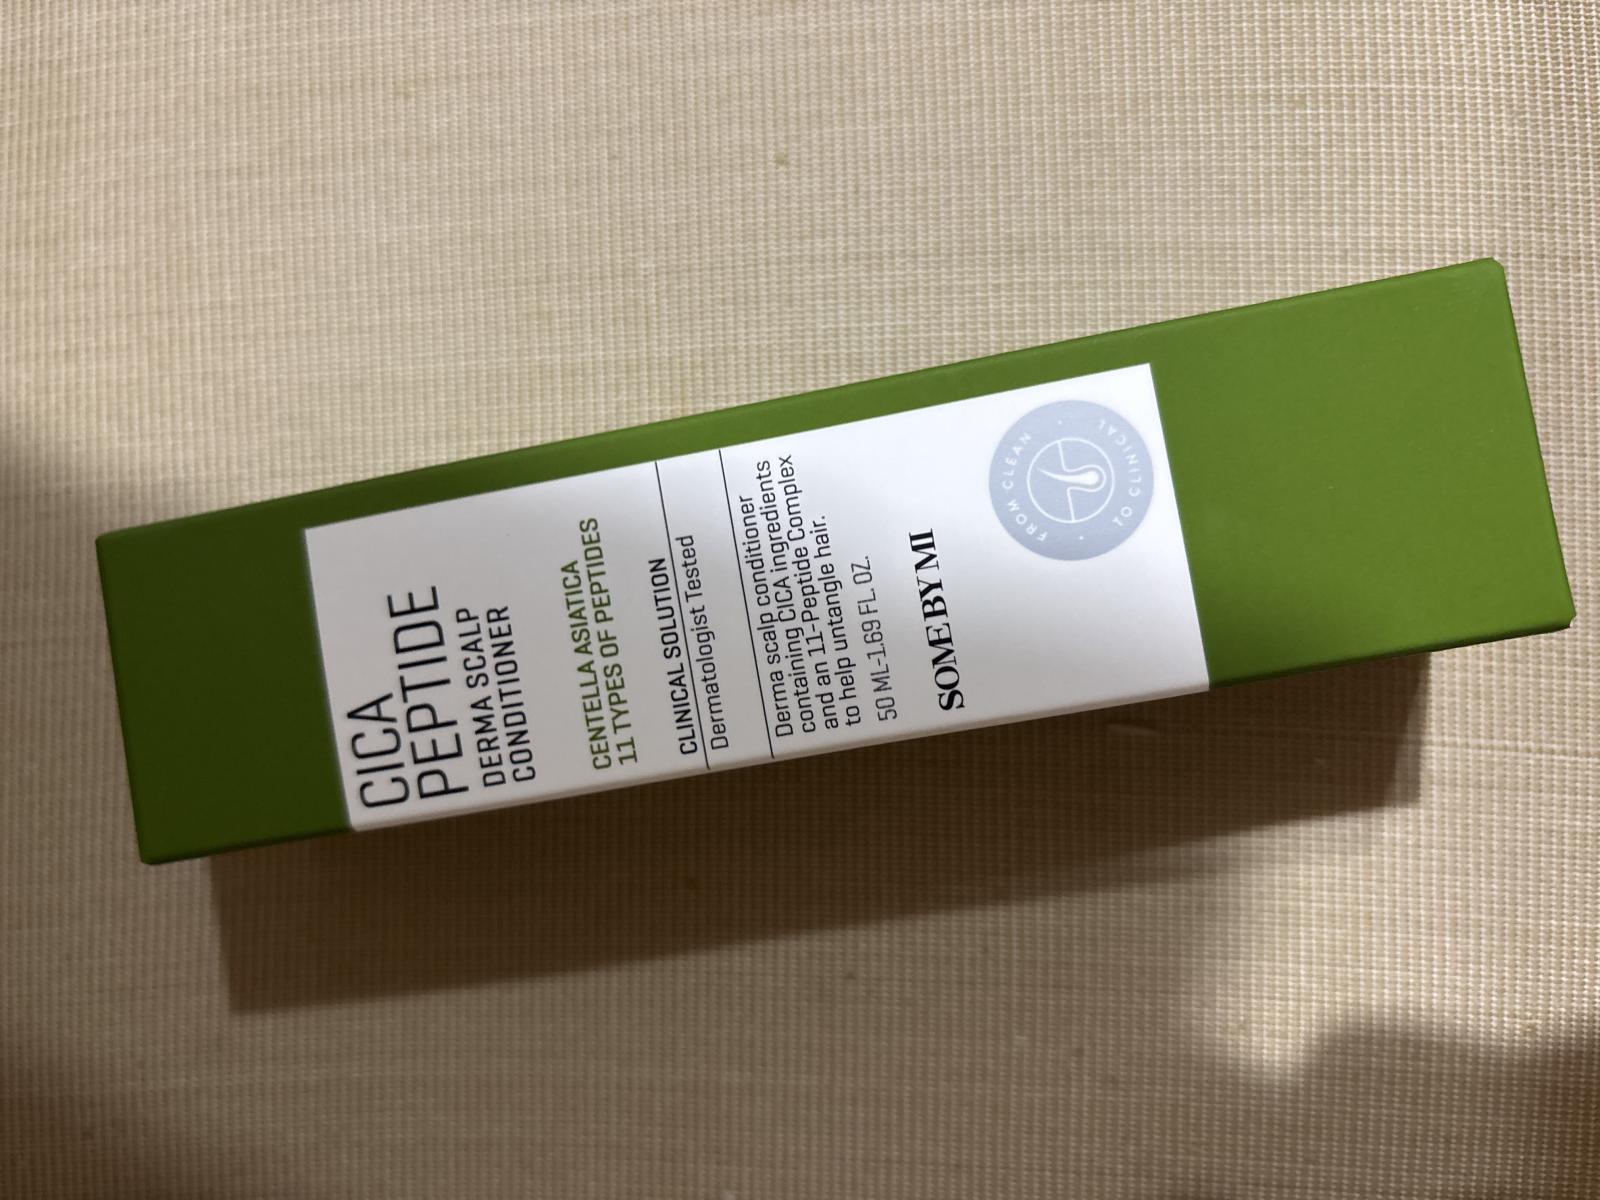 CICA
PEPTIDE
DERMA SCALP
CONDITIONER
CENTELLA ASIATICA
11 TYPES OF PEPTIDES
CLINICAL SOLUTION
Dermatologist Tested
Derma scalp conditioner
containing CICA ingredients
and an 11-Peptide Complex
to help untangle hair.
50 ML-1.69 FL. OZ.
SOME BY MI
FROM CLEAN
TO CLINICAL